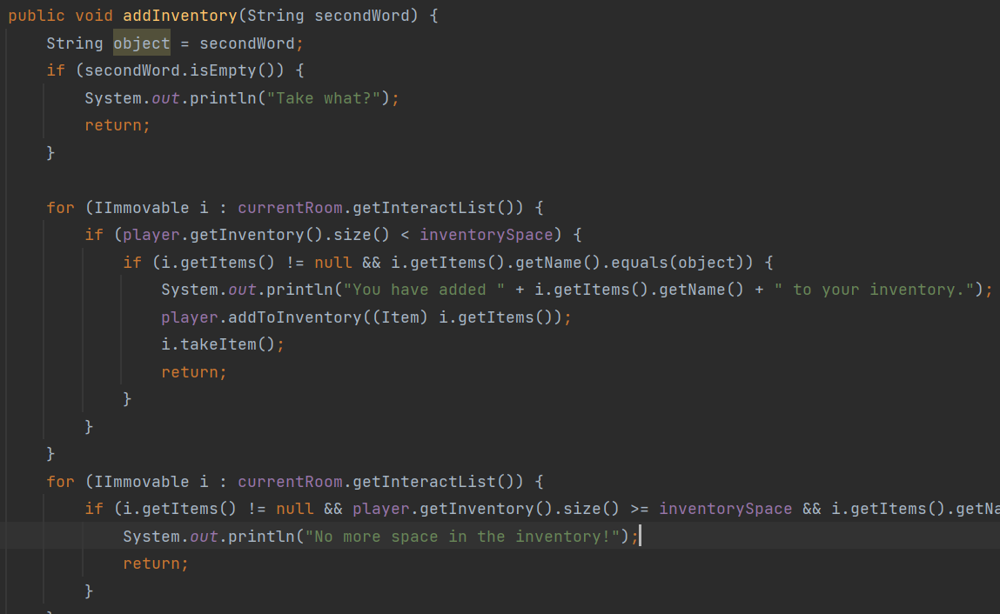 public void addInventory(String secondWord) {
    String object = secondWord;
    if (secondWord.isEmpty()) {
        System.out.println("Take what?");
        return;
    }

    for (IImmovable i : currentRoom.getInteractList()) {
        if (player.getInventory().size() < inventorySpace) {
            if (i.getItems() != null && i.getItems().getName().equals(object)) {
                System.out.println("You have added " + i.getItems().getName() + " to your inventory.");
                player.addToInventory((Item) i.getItems());
                i.takeItem();
                return;
            }
        }
    }
    for (IImmovable i : currentRoom.getInteractList()) {
        if (i.getItems() != null && player.getInventory().size() >= inventorySpace && i.getItems().getNa
            System.out.println("No more space in the inventory!");
            return;
        }